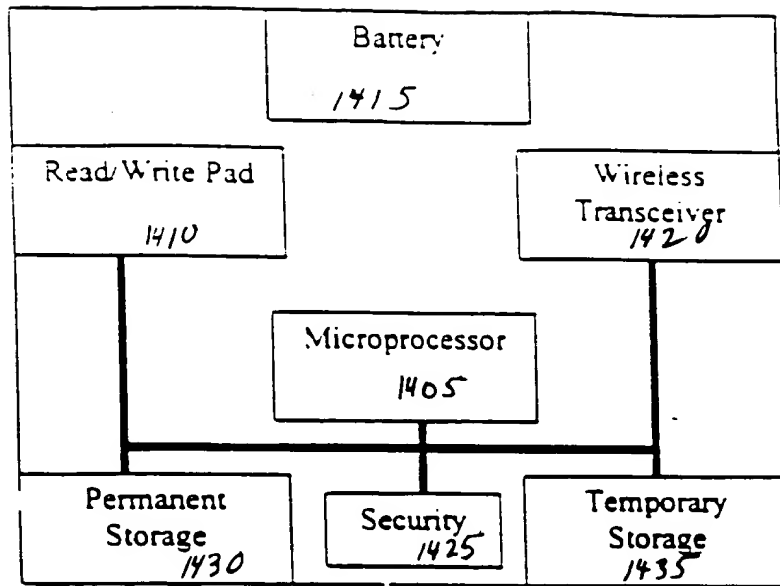 Battery
1415
Read/Write Pad
1410
Wireless
Transceiver
1420
Microprocessor
1405
Permanent
Storage
1430
Security
1425
Temporary
Storage
1435